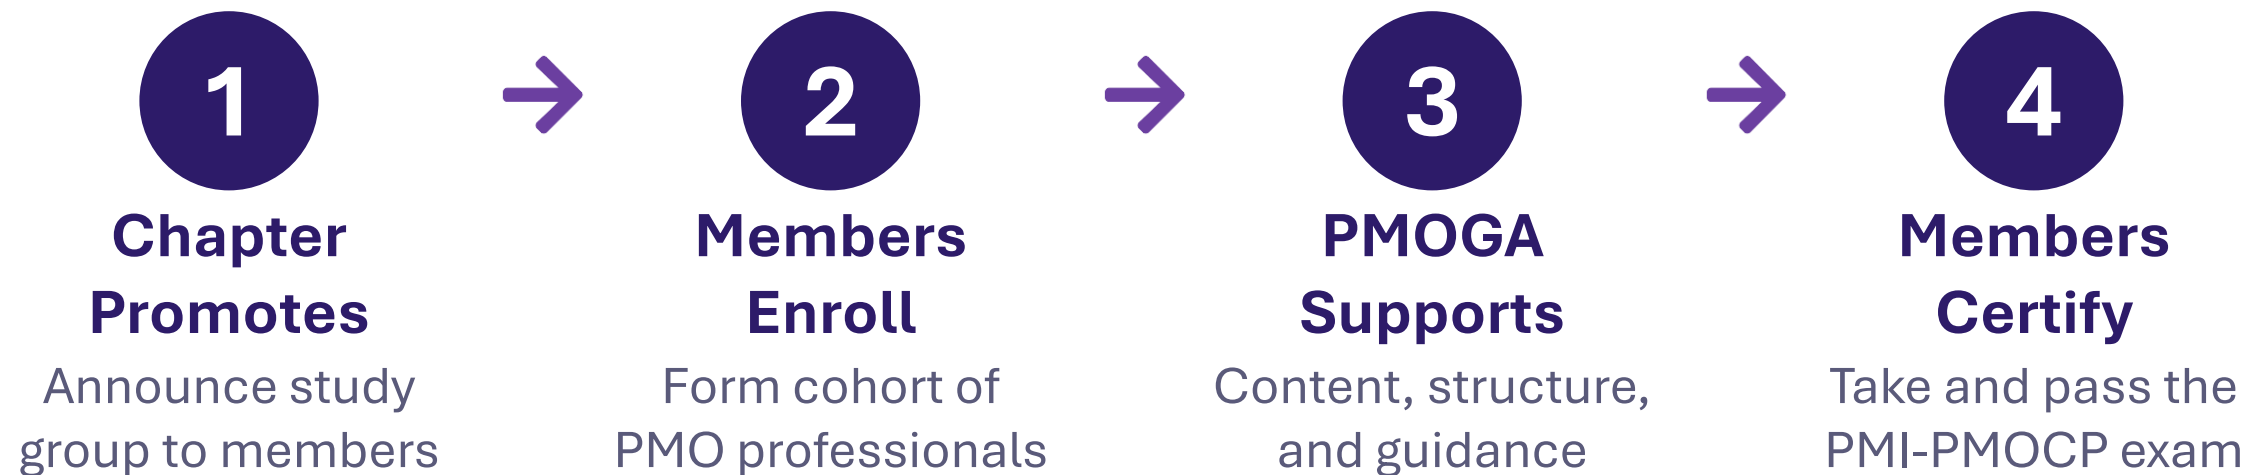 1
Chapter
Promotes
Announce study
group to members
2
Members
Enroll
Form cohort of
PMO professionals
3
PMOGA
Supports
Content, structure,
and guidance
4
Members
Certify
Take and pass the
PMI-PMOCP exam